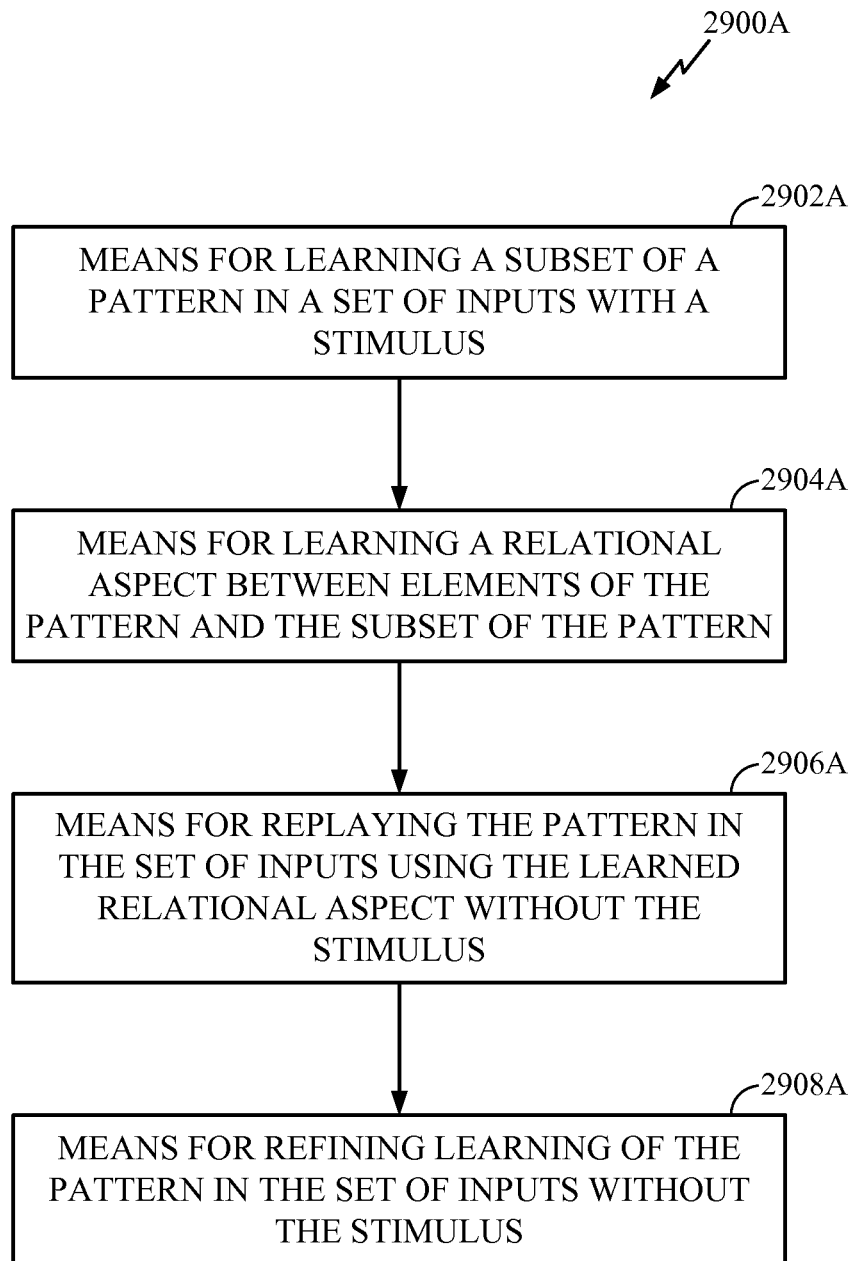 2900A
2902A
MEANS FOR LEARNING A SUBSET OF A
PATTERN IN A SET OF INPUTS WITH A
STIMULUS
2904A
MEANS FOR LEARNING A RELATIONAL
ASPECT BETWEEN ELEMENTS OF THE
PATTERN AND THE SUBSET OF THE PATTERN
2906A
MEANS FOR REPLAYING THE PATTERN IN
THE SET OF INPUTS USING THE LEARNED
RELATIONAL ASPECT WITHOUT THE
STIMULUS
2908A
MEANS FOR REFINING LEARNING OF THE
PATTERN IN THE SET OF INPUTS WITHOUT
THE STIMULUS